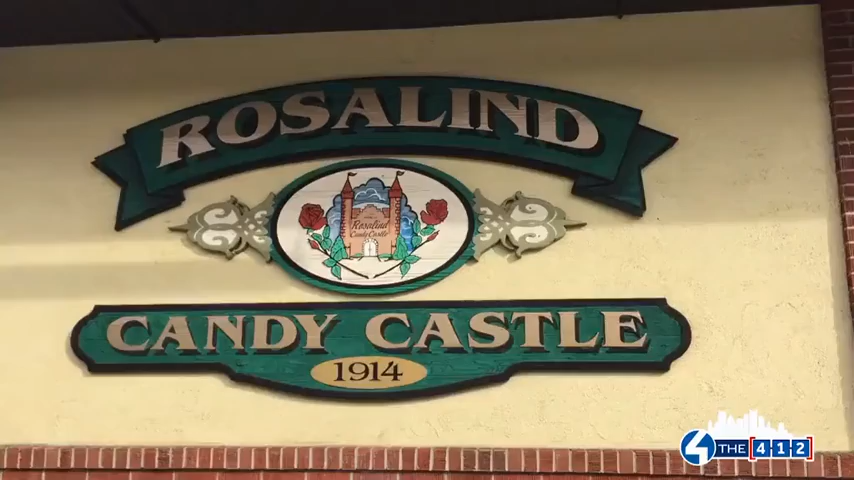 ROSALIND
Rosalind
Candy Castle
CANDY CASTLE
1914
4 THE [412]